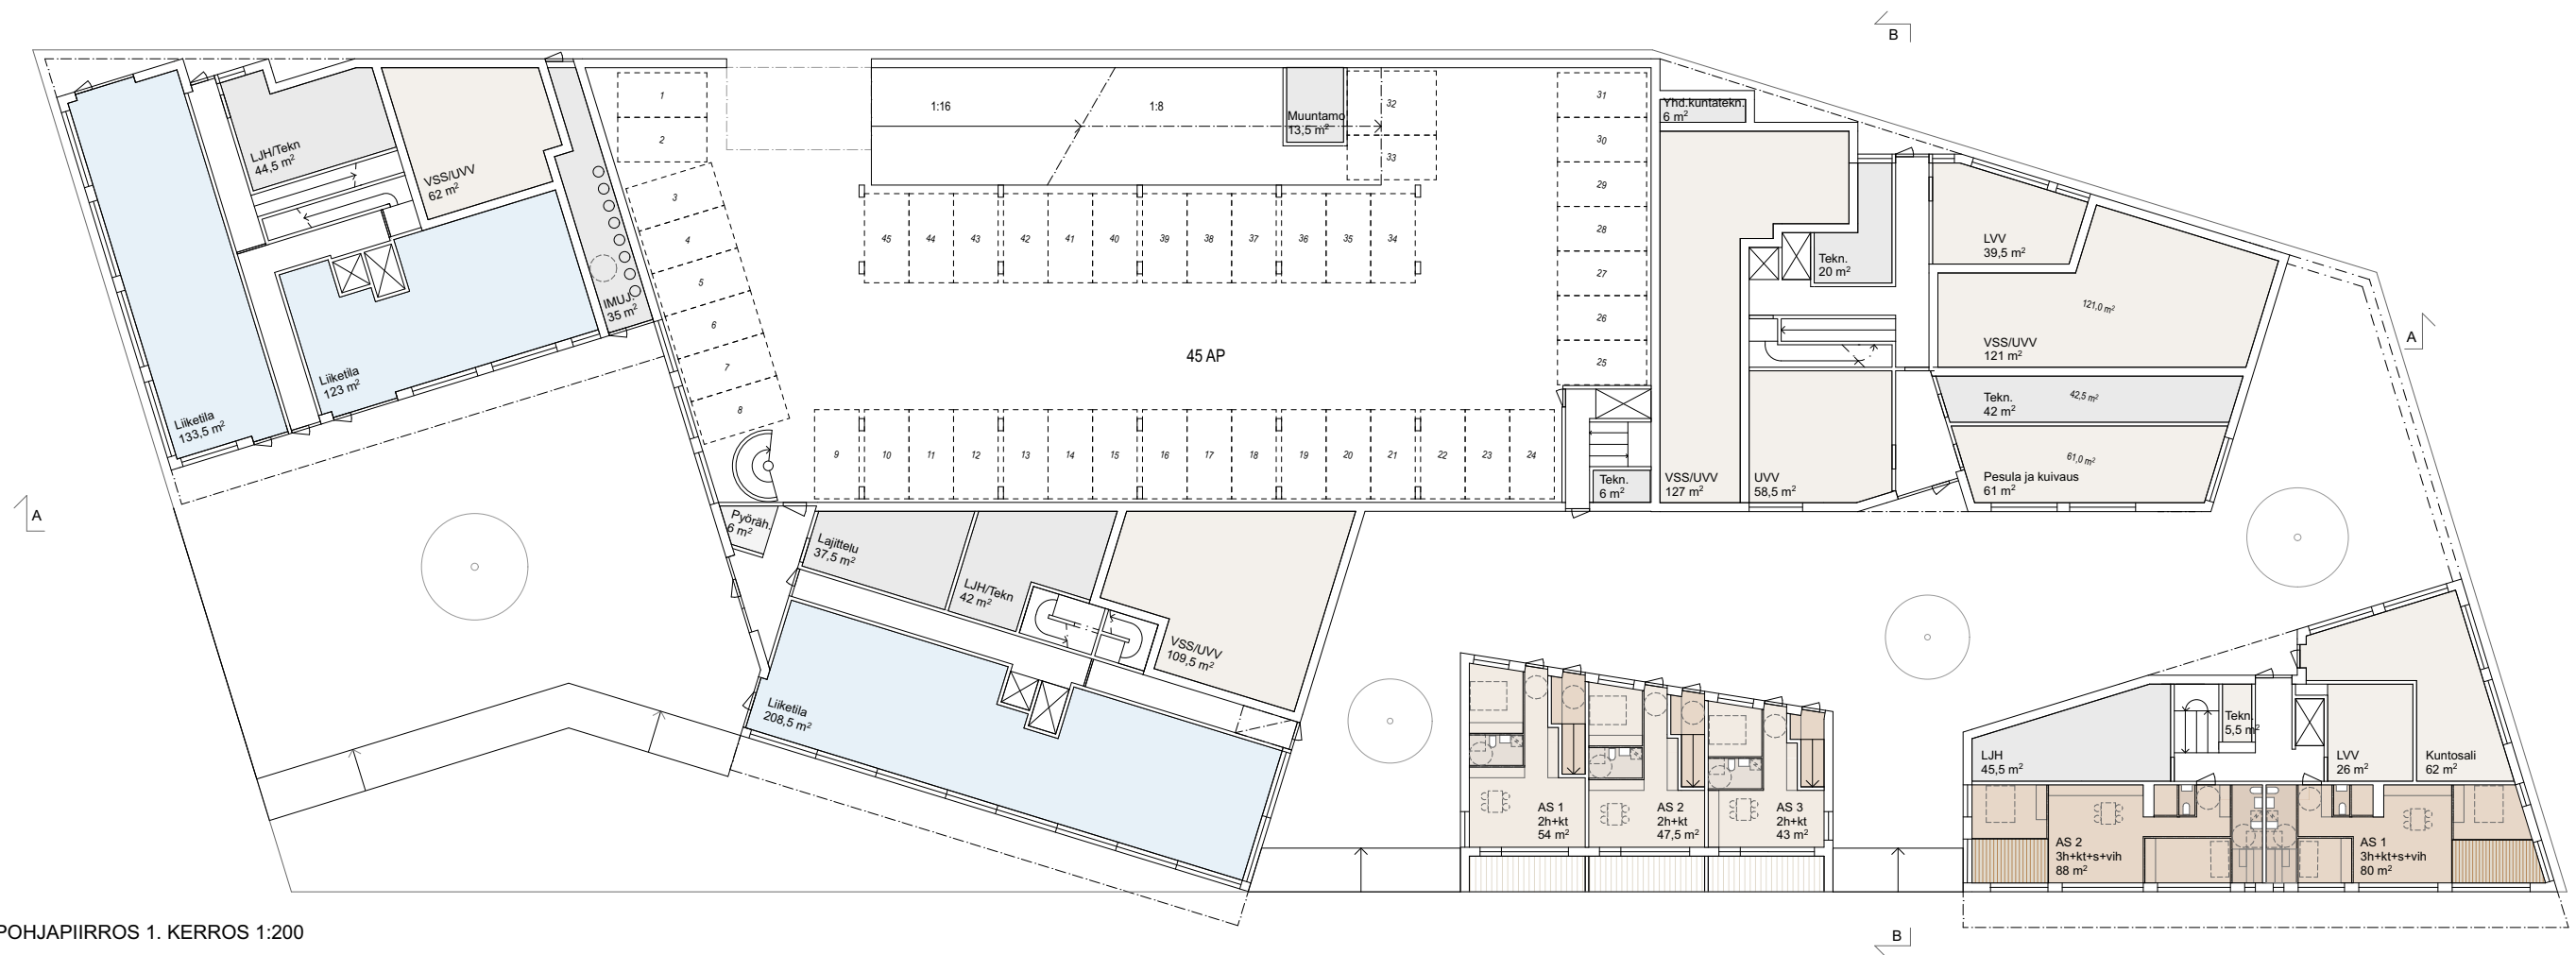 B
1
2
3
4
5
6
7
8
1:16
1:8
Muuntamo
13,5 m²
32
33
31
30
29
28
27
26
25
45
44
43
42
41
40
39
38
37
36
35
34
45 AP
9
10
11
12
13
14
15
16
17
18
19
20
21
22
23
24
LJH/Tekn
44,5 m²
VSS/UVV
62 m²
IMUJ.
35 m²
Liiketila
123 m²
Liiketila
133,5 m²
Yhd.kuntatekn.
6 m²
Tekn.
20 m²
LVV
39,5 m²
121,0 m²
VSS/UVV
121 m²
Tekn.
42 m²
42,5 m²
61,0 m²
Pesula ja kuivaus
61 m²
VSS/UVV
127 m²
UVV
58,5 m²
Tekn.
6 m²
A
A
Pyöräh.
6 m²
Lajittelu
37,5 m²
LJH/Tekn
42 m²
VSS/UVV
109,5 m²
Liiketila
208,5 m²
AS 1
2h+kt
54 m²
AS 2
2h+kt
47,5 m²
AS 3
2h+kt
43 m²
LJH
45,5 m²
Tekn.
5,5 m²
LVV
26 m²
Kuntosali
62 m²
AS 2
3h+kt+s+vih
88 m²
AS 1
3h+kt+s+vih
80 m²
POHJAPIIRROS 1. KERROS 1:200
B